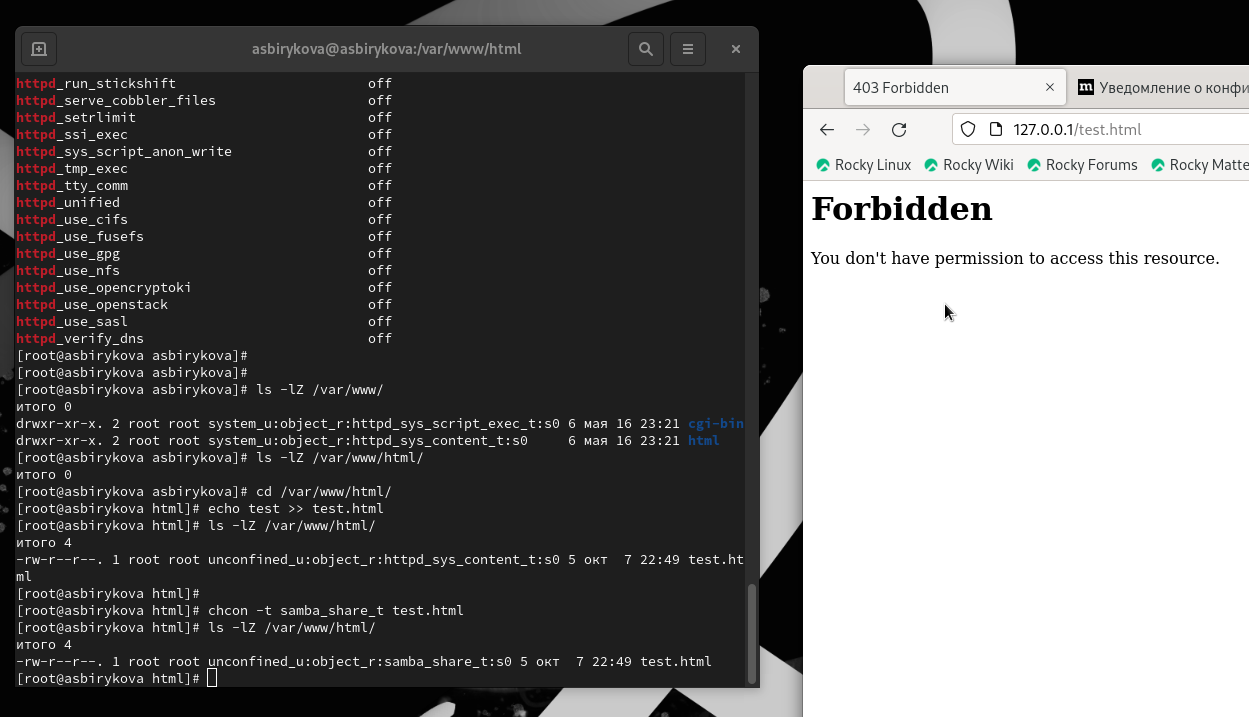 asbirykova@asbirykova:/var/www/html
httpd_run_stickshift off
httpd_serve_cobbler_files off
httpd_setrlimit off
httpd_ssi_exec off
httpd_sys_script_anon_write off
httpd_tmp_exec off
httpd_tty_comm off
httpd_unified off
httpd_use_cifs off
httpd_use_fusefs off
httpd_use_gpg off
httpd_use_nfs off
httpd_use_opencryptoki off
httpd_use_openstack off
httpd_use_sasl off
httpd_verify_dns off
[root@asbirykova asbirykova]#
[root@asbirykova asbirykova]#
[root@asbirykova asbirykova]# ls -lZ /var/www/
итого 0
drwxr-xr-x. 2 root root system_u:object_r:httpd_sys_script_exec_t:s0 6 мая 16 23:21 cgi-bin
drwxr-xr-x. 2 root root system_u:object_r:httpd_sys_content_t:s0 6 мая 16 23:21 html
[root@asbirykova asbirykova]# ls -lZ /var/www/html/
итого 0
[root@asbirykova asbirykova]# cd /var/www/html/
[root@asbirykova html]# echo test >> test.html
[root@asbirykova html]# ls -lZ /var/www/html/
итого 4
-rw-r--r--. 1 root root unconfined_u:object_r:httpd_sys_content_t:s0 5 окт 7 22:49 test.ht
ml
[root@asbirykova html]#
[root@asbirykova html]# chcon -t samba_share_t test.html
[root@asbirykova html]# ls -lZ /var/www/html/
итого 4
-rw-r--r--. 1 root root unconfined_u:object_r:samba_share_t:s0 5 окт 7 22:49 test.html
[root@asbirykova html]#
403 Forbidden
m Уведомление о конфи
127.0.0.1/test.html
Rocky Linux Rocky Wiki Rocky Forums Rocky Matte
Forbidden
You don't have permission to access this resource.